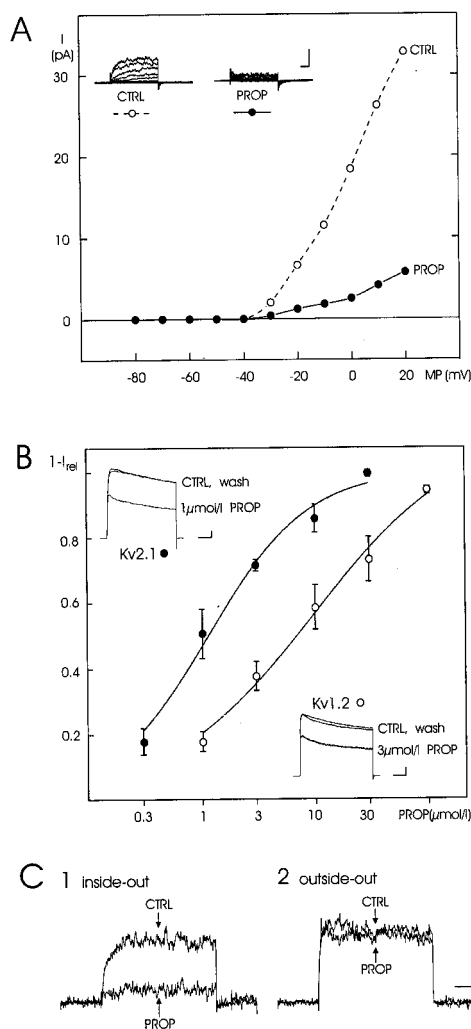 A
I
(pA)
30
20
10
0
CTRL
PROP
CTRL
PROP
-80
-60
-40
-20
0
20
MP (mV)
B
1-Irel
CTRL, wash
1μmol/l PROP
Kv2.1
0.8
0.6
0.4
0.2
Kv1.2
CTRL, wash
3μmol/l PROP
0.3
1
3
10
30
PROP(μmol/l)
C
1 inside-out
2 outside-out
CTRL
CTRL
PROP
PROP